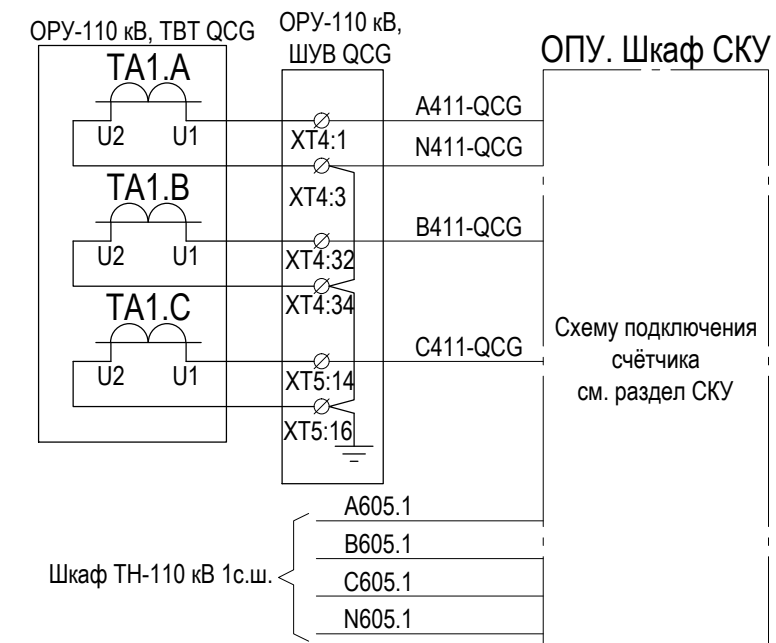 ОРУ-110 кВ, ТВТ QCG
ОРУ-110 кВ,
ШУВ QCG
ОПУ. Шкаф СКУ
TA1.A
U2 U1
XT4:1
A411-QCG
N411-QCG
XT4:3
TA1.B
U2 U1
XT4:32
B411-QCG
XT4:34
TA1.C
U2 U1
XT5:14
C411-QCG
XT5:16
Схему подключения
счётчика
см. раздел СКУ
Шкаф ТН-110 кВ 1с.ш.
A605.1
B605.1
C605.1
N605.1